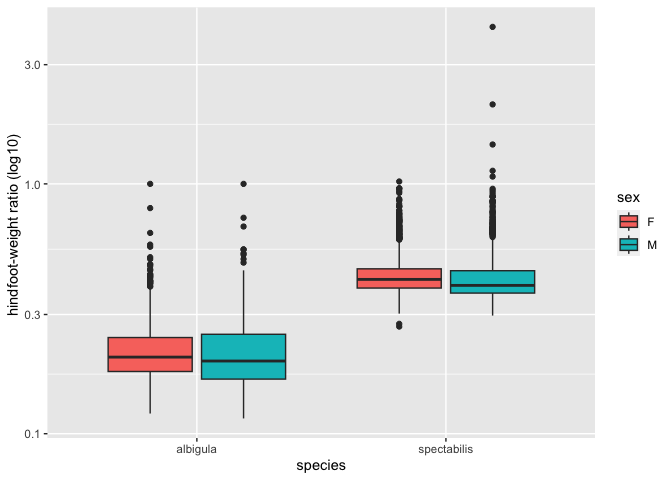 hindfoot-weight ratio (log10)
3.0
1.0
0.3
0.1
albigula
spectabilis
species
sex
F
M